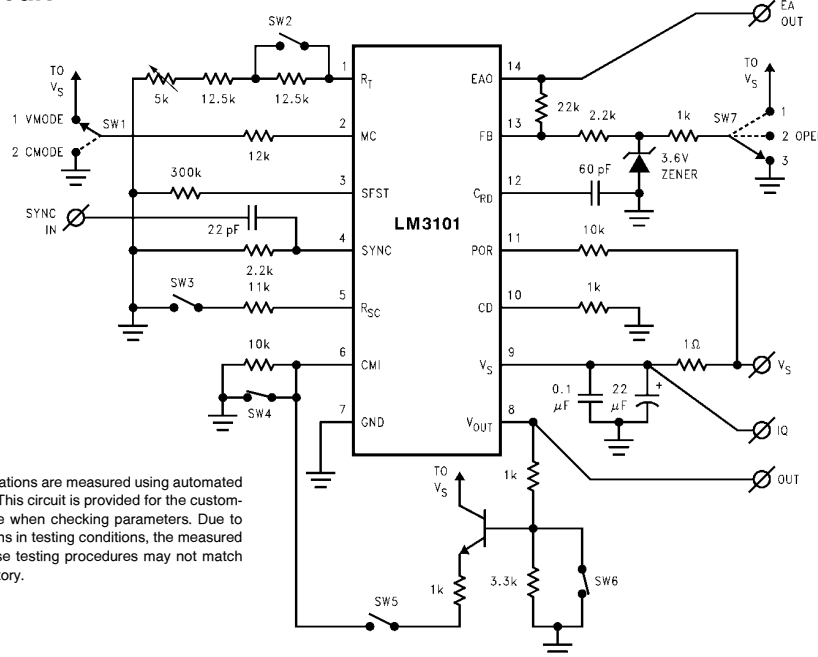 EA
OUT
SW2
TO
VS
1 VMODE
SW1
2 CMODE
5k
12.5k
12.5k
1
RT
12k
2
MC
300k
3
SFST
SYNC
IN
22 pF
4
SYNC
2.2k
SW3
11k
5
RSC
10k
6
CMI
SW4
7
GND
LM3101
14
EAO
22k
13
FB
2.2k
1k
SW7
TO
VS
1
2 OPE
3
3.6V
ZENER
12
CRD
60 pF
11
POR
10k
10
CD
1k
9
VS
1Ω
VS
0.1
μF
22
μF
+
IQ
8
VOUT
OUT
1k
TO
VS
3.3k
SW6
1k
SW5
ations are measured using automated
This circuit is provided for the custom-
e when checking parameters. Due to
ns in testing conditions, the measured
se testing procedures may not match
tory.